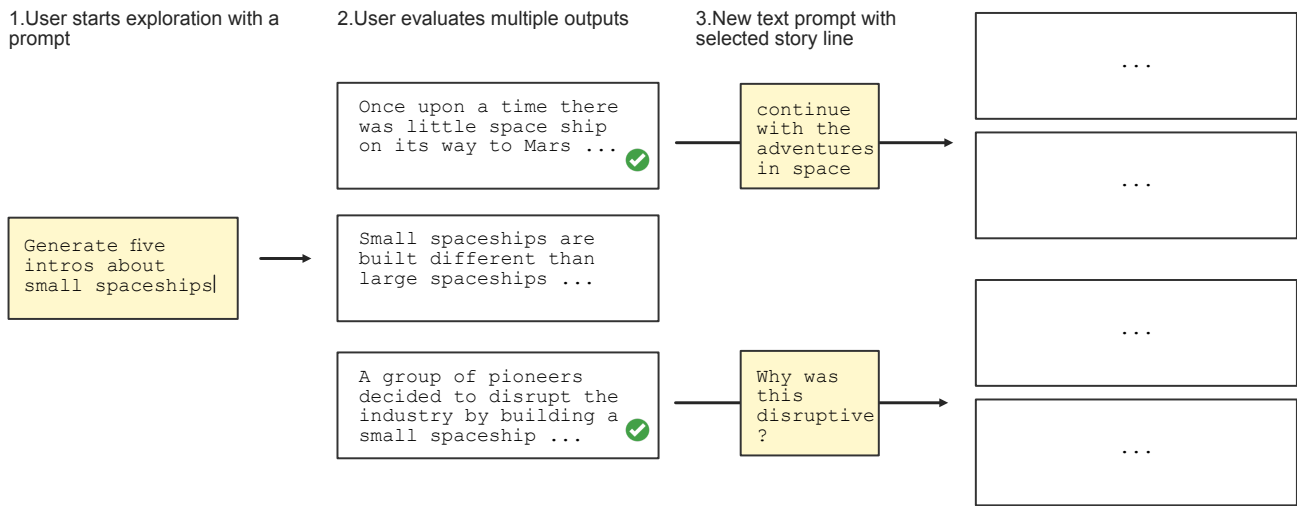 1.User starts exploration with a
prompt
2.User evaluates multiple outputs
3.New text prompt with
selected story line
Generate five
intros about
small spaceships
Once upon a time there
was little space ship
on its way to Mars ...
Small spaceships are
built different than
large spaceships ...
A group of pioneers
decided to disrupt the
industry by building a
small spaceship ...
continue
with the
adventures
in space
Why was
this
disruptive
?
...
...
...
...